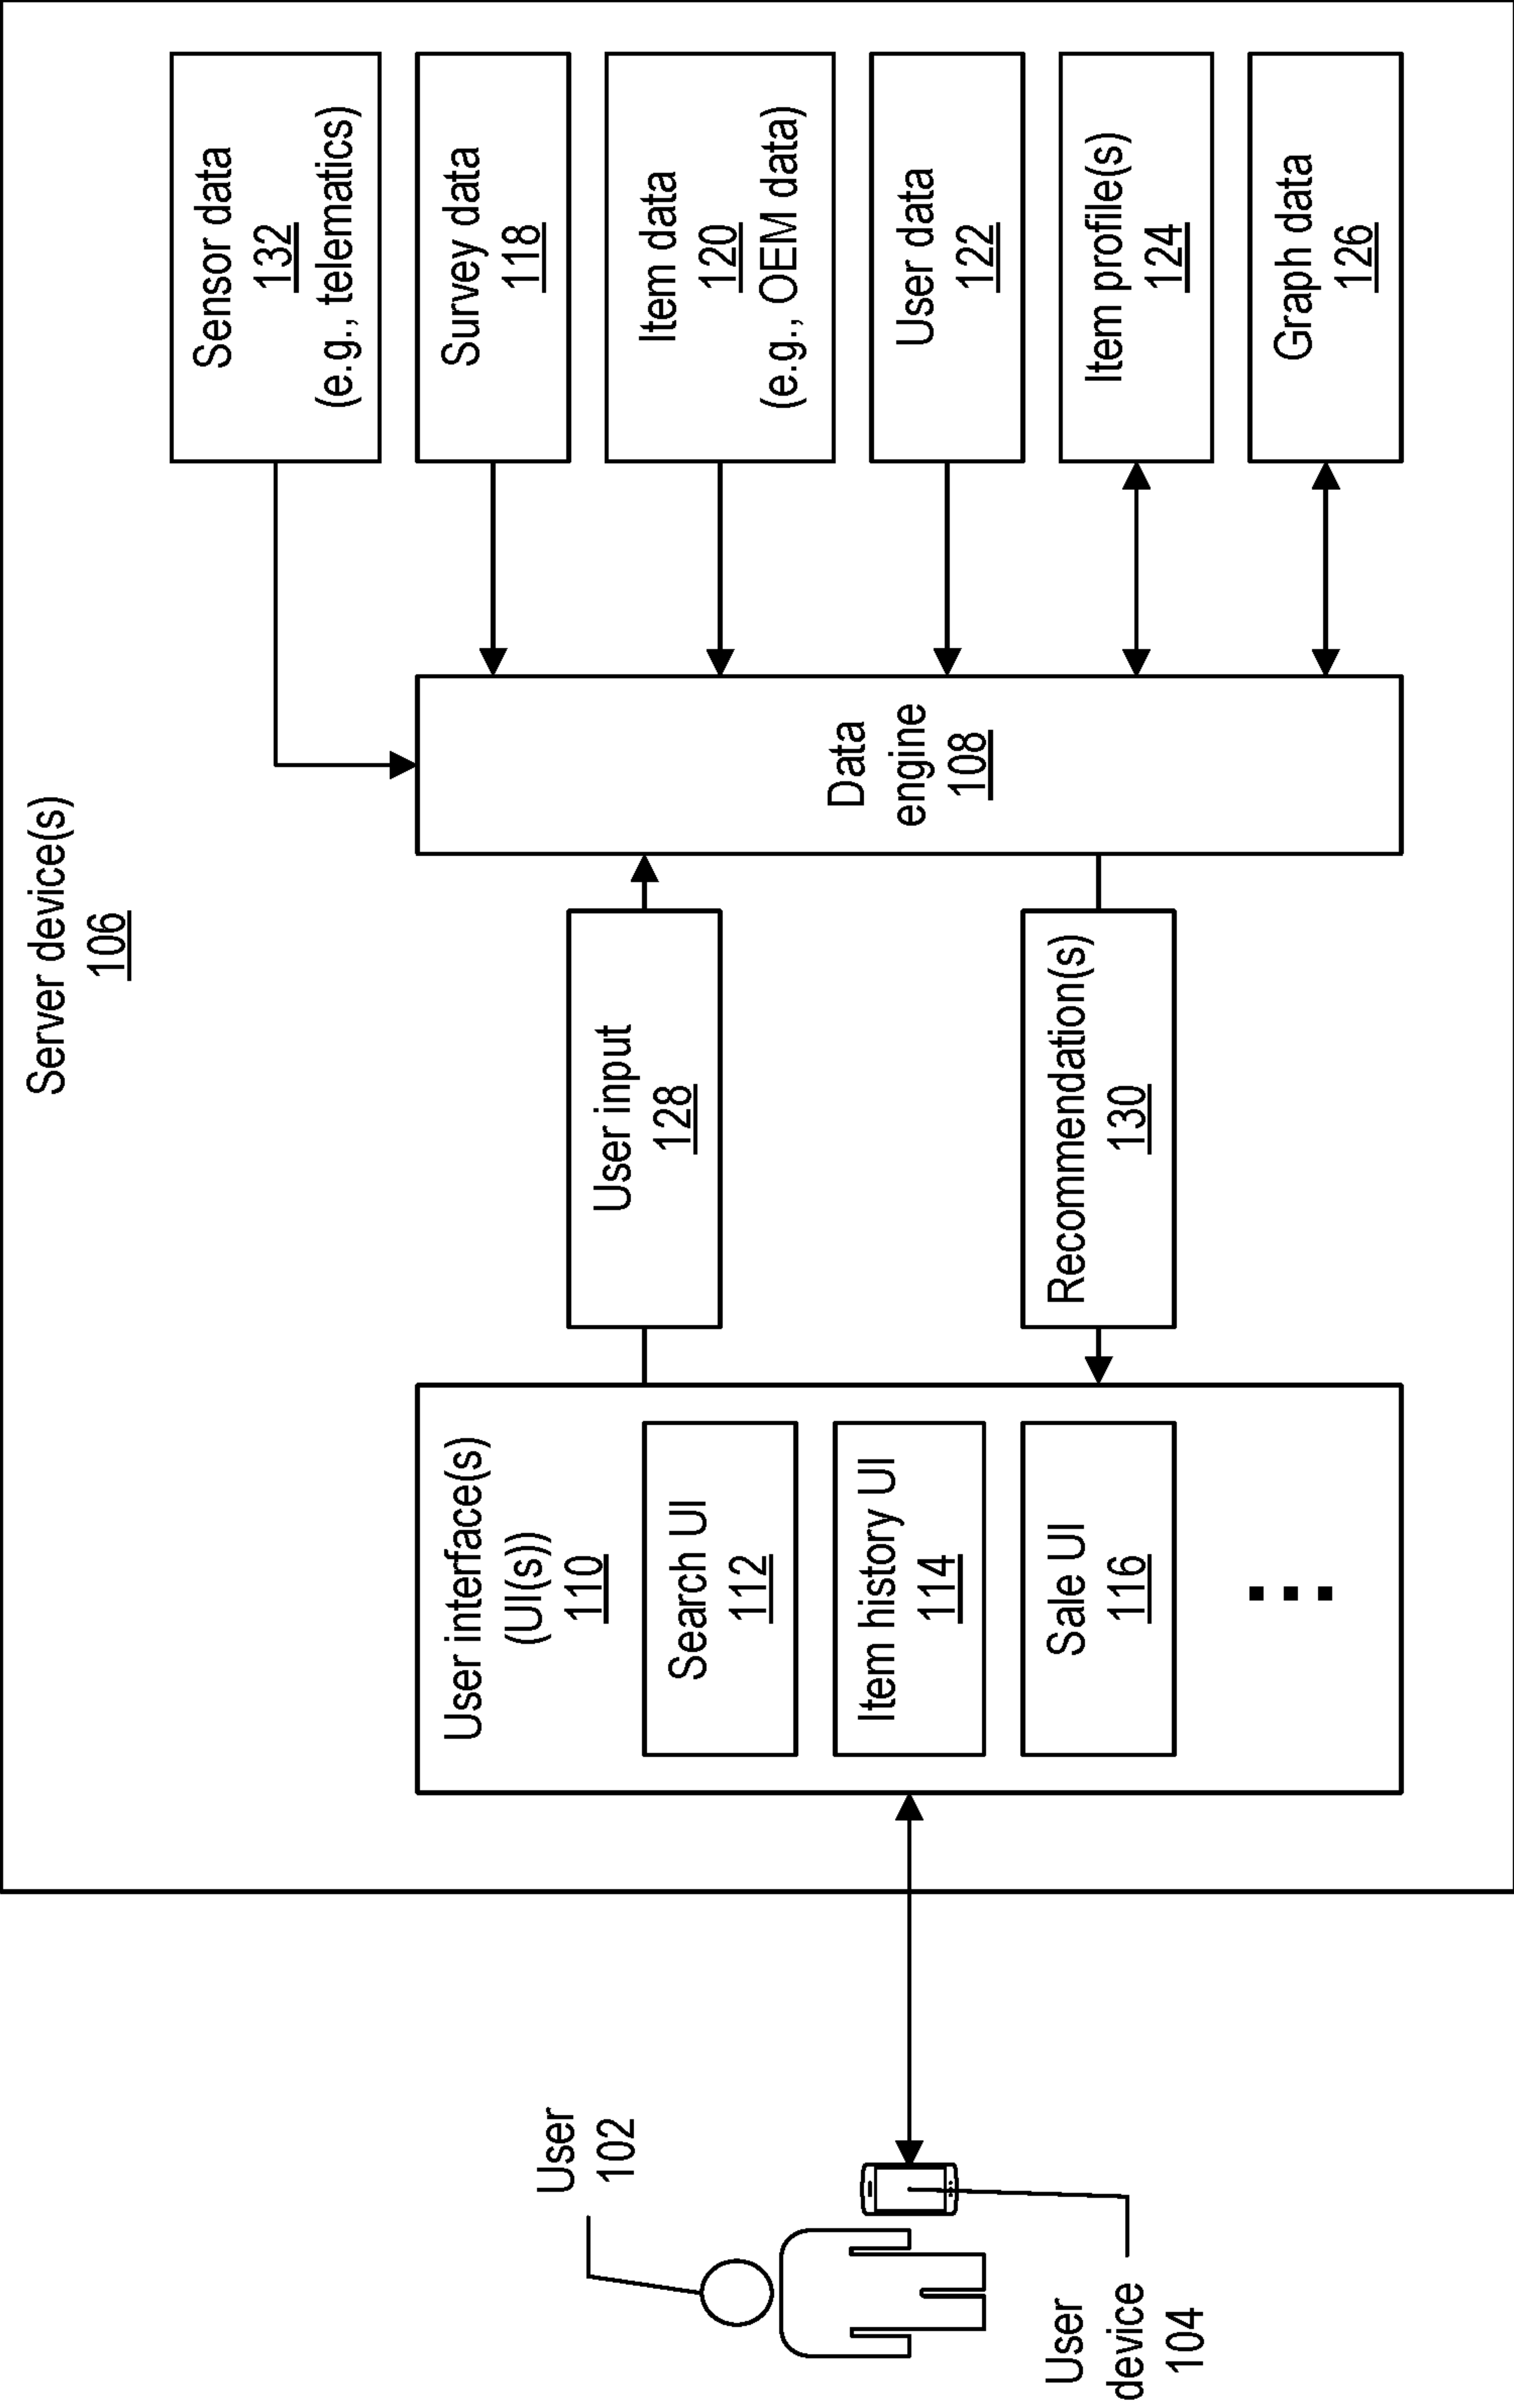 Server device(s)
106
User
102
User
device
104
User interface(s)
(UI(s))
110
Search UI
112
Item history UI
114
Sale UI
116
User input
128
Recommendation(s)
130
Data
engine
108
Sensor data
132
(e.g., telematics)
Survey data
118
Item data
120
(e.g., OEM data)
User data
122
Item profile(s)
124
Graph data
126